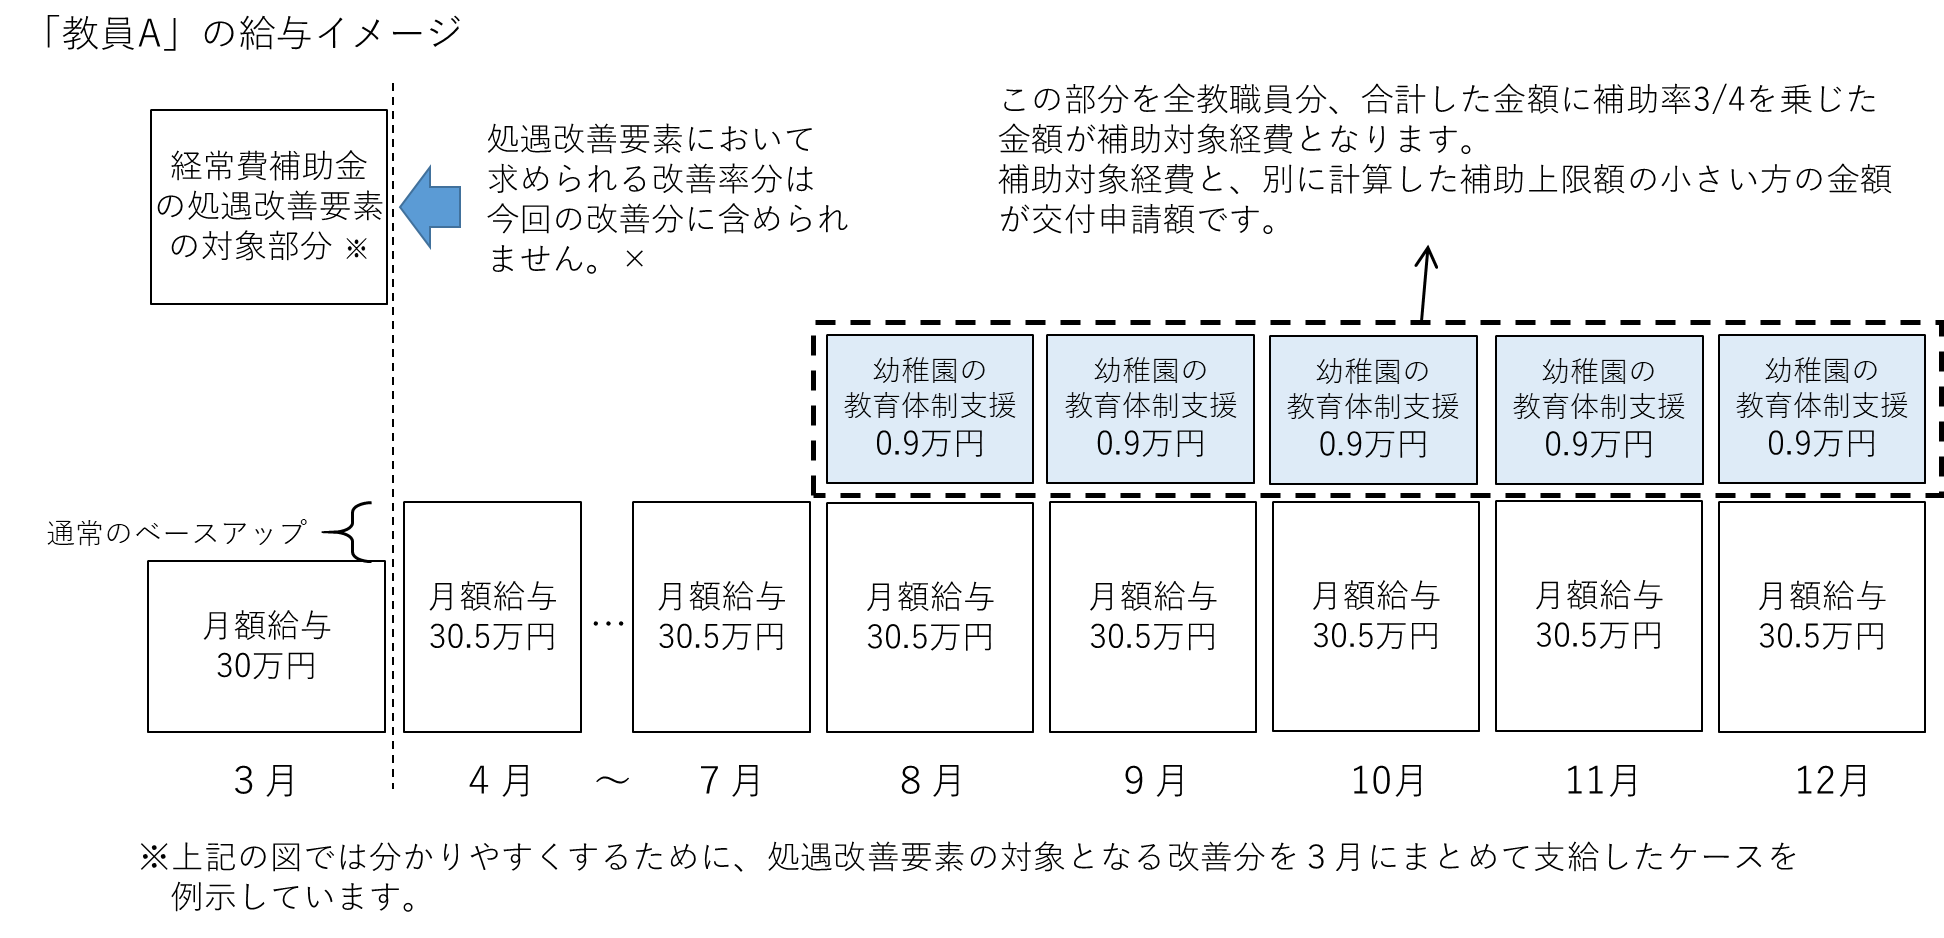 「教員A」の給与イメージ
経常費補助金
の処遇改善要素
の対象部分 ※
処遇改善要素において
求められる改善率分は
今回の改善分に含められ
ません。×
この部分を全教職員分、合計した金額に補助率3/4を乗じた
金額が補助対象経費となります。
補助対象経費と、別に計算した補助上限額の小さい方の金額
が交付申請額です。
幼稚園の
教育体制支援
0.9万円
幼稚園の
教育体制支援
0.9万円
幼稚園の
教育体制支援
0.9万円
幼稚園の
教育体制支援
0.9万円
幼稚園の
教育体制支援
0.9万円
通常のベースアップ
月額給与
30万円
月額給与
30.5万円
…
月額給与
30.5万円
月額給与
30.5万円
月額給与
30.5万円
月額給与
30.5万円
月額給与
30.5万円
月額給与
30.5万円
3月 4月 ～ 7月 8月 9月 10月 11月 12月
※上記の図では分かりやすくするために、処遇改善要素の対象となる改善分を3月にまとめて支給したケースを
例示しています。